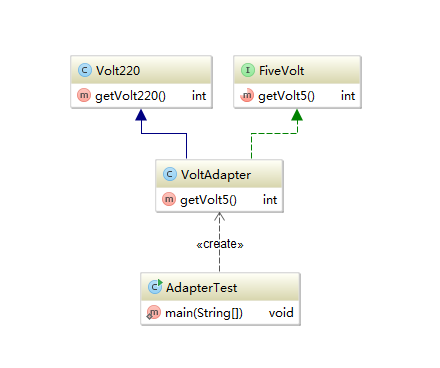 Volt220
getVolt220() int
FiveVolt
getVolt5() int
VoltAdapter
getVolt5() int
«create»
AdapterTest
main(String[]) void